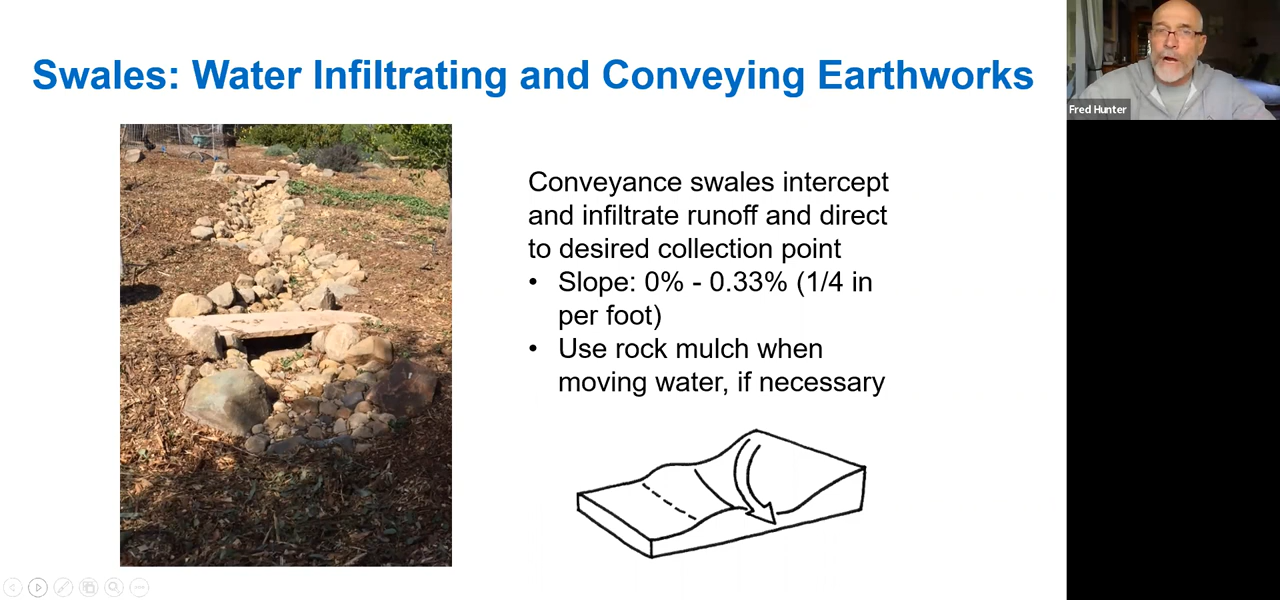 Swales: Water Infiltrating and Conveying Earthworks
Fred Hunter
Conveyance swales intercept
and infiltrate runoff and direct
to desired collection point
• Slope: 0% - 0.33% (1/4 in
per foot)
• Use rock mulch when
moving water, if necessary